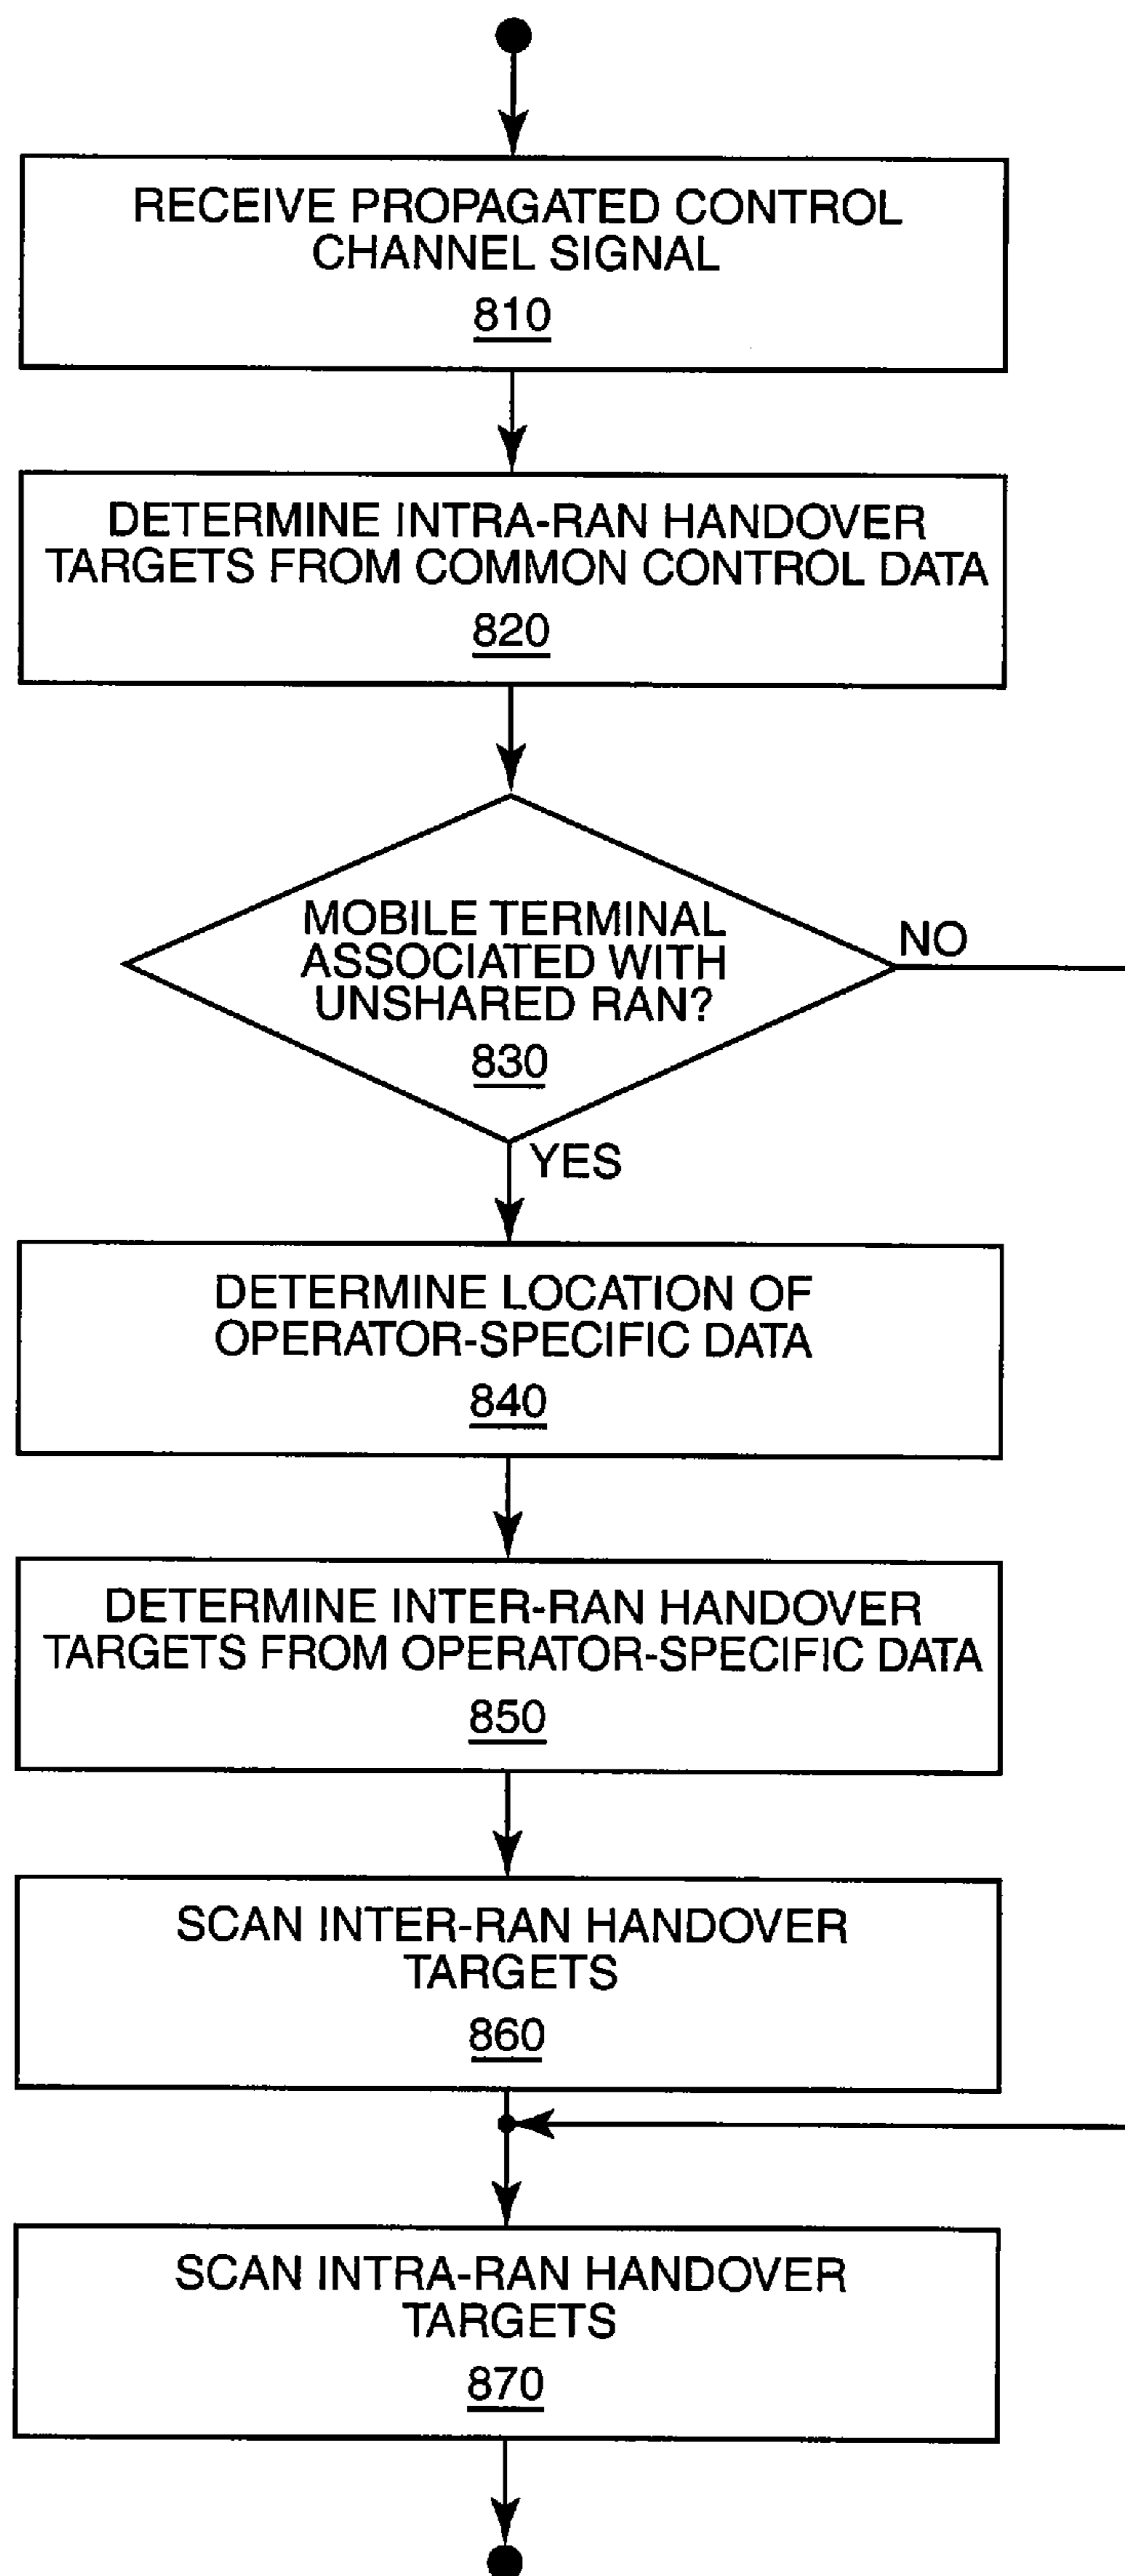 RECEIVE PROPAGATED CONTROL
CHANNEL SIGNAL
810
DETERMINE INTRA-RAN HANDOVER
TARGETS FROM COMMON CONTROL DATA
820
MOBILE TERMINAL
ASSOCIATED WITH
UNSHARED RAN?
830
NO
YES
DETERMINE LOCATION OF
OPERATOR-SPECIFIC DATA
840
DETERMINE INTER-RAN HANDOVER
TARGETS FROM OPERATOR-SPECIFIC DATA
850
SCAN INTER-RAN HANDOVER
TARGETS
860
SCAN INTRA-RAN HANDOVER
TARGETS
870